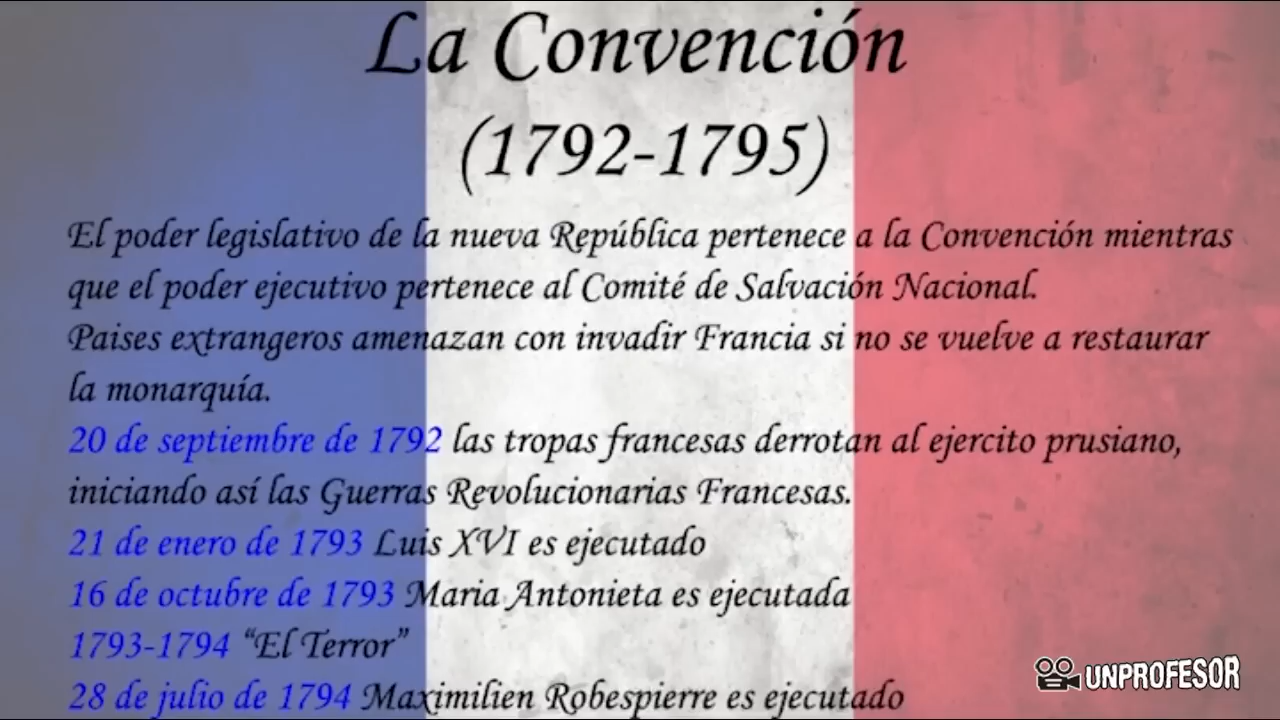 La Convención
(1792-1795)
El poder legislativo de la nueva República pertenece a la Convención mientras
que el poder ejecutivo pertenece al Comité de Salvación Nacional.
Paises extrangeros amenazan con invadir Francia si no se vuelve a restaurar
la monarquía.
20 de septiembre de 1792 las tropas francesas derrotan al ejercito prusiano,
iniciando así las Guerras Revolucionarias Francesas.
21 de enero de 1793 Luis XVI es ejecutado
16 de octubre de 1793 Maria Antonieta es ejecutada
1793-1794 “El Terror”
28 de julio de 1794 Maximilien Robespierre es ejecutado
UNPROFESOR